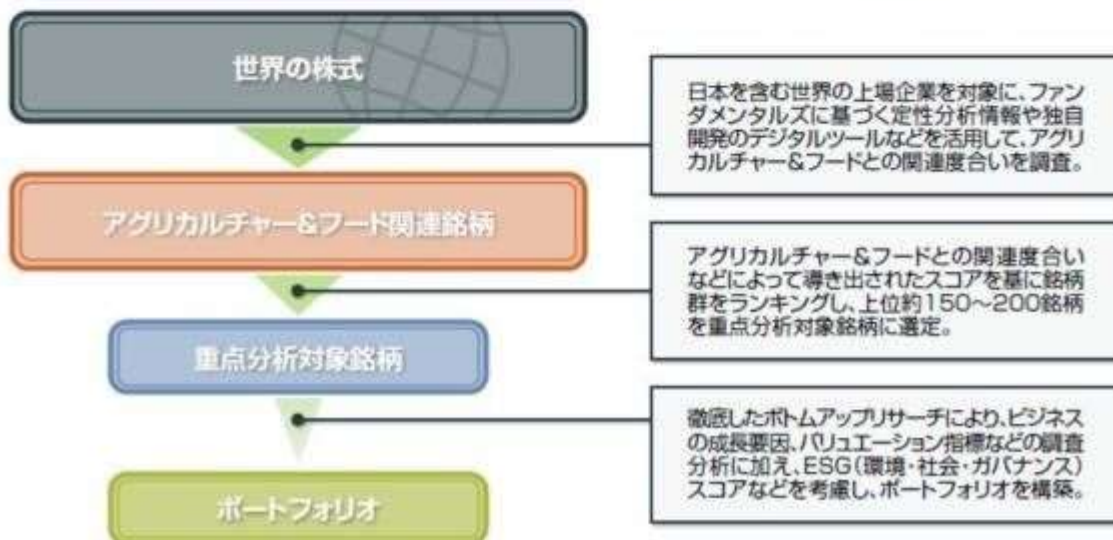 世界の株式
日本を含む世界の上場企業を対象に、ファン
ダメンタルズに基づく定性分析情報や独自
開発のデジタルツールなどを活用して、アグリ
カルチャー&フードとの関連度合いを調査。
アグリカルチャー&フード関連銘柄
アグリカルチャー&フードとの関連度合い
などによって導き出されたスコアを基に銘柄
群をランキングし、上位約150~200銘柄
を重点分析対象銘柄に選定。
重点分析対象銘柄
徹底したボトムアップリサーチにより、ビジネス
の成長要因、バリュエーション指標などの調査
分析に加え、ESG(環境・社会・ガバナンス)
スコアなどを考慮し、ポートフォリオを構築。
ポートフォリオ